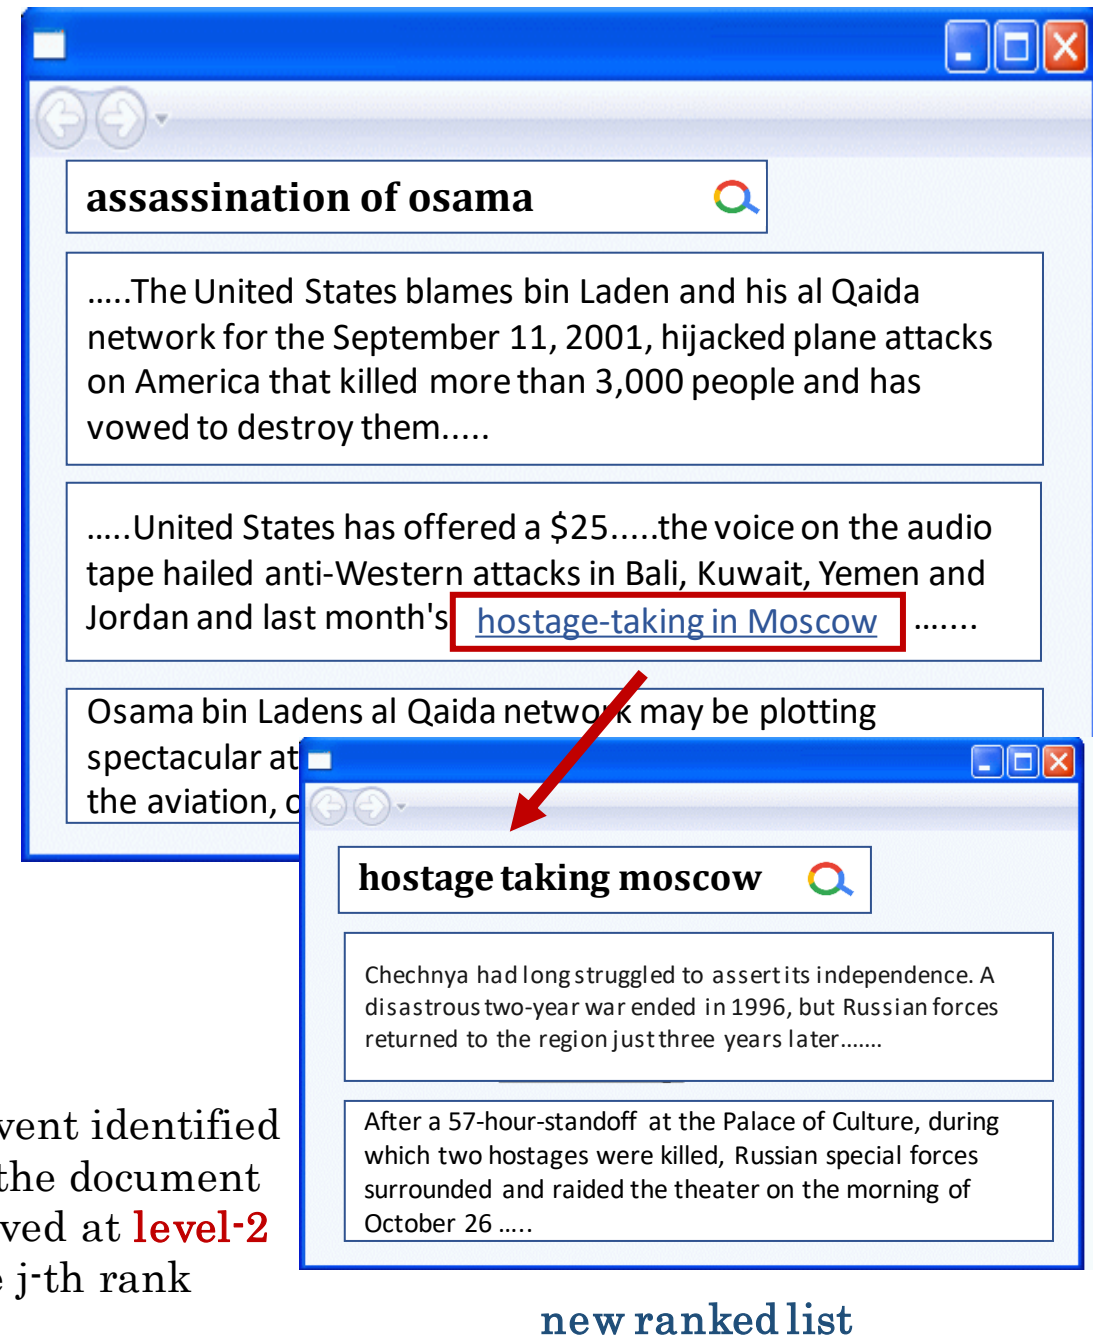 assassination of osama
.....The United States blames bin Laden and his al Qaida
network for the September 11, 2001, hijacked plane attacks
on America that killed more than 3,000 people and has
vowed to destroy them.....
.....United States has offered a $25.....the voice on the audio
tape hailed anti-Western attacks in Bali, Kuwait, Yemen and
Jordan and last month's hostage-taking in Moscow ........
Osama bin Ladens al Qaida network may be plotting
spectacular at
the aviation, o
hostage taking moscow
Chechnya had long struggled to assert its independence. A
disastrous two-year war ended in 1996, but Russian forces
returned to the region just three years later.......
After a 57-hour-standoff at the Palace of Culture, during
which two hostages were killed, Russian special forces
surrounded and raided the theater on the morning of
October 26 .....
vent identified
the document
ved at level-2
e j-th rank
new ranked list